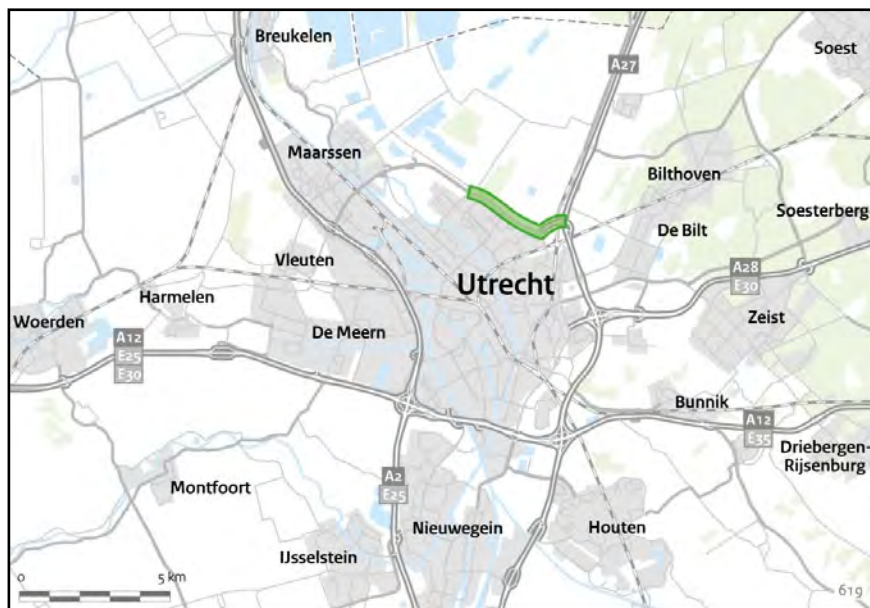 Breukelen
Soest
A27
Maarssen
Bilthoven
Soesterberg
De Bilt
Vleuten
A28
E30
Utrecht
Harmelen
Woerden
A12
E25
E30
De Meern
Zeist
Bunnik
A12
E35
Driebergen-
Rijsenburg
A2
E25
Montfoort
Nieuwegein
Houten
IJsselstein
0 5 km
619